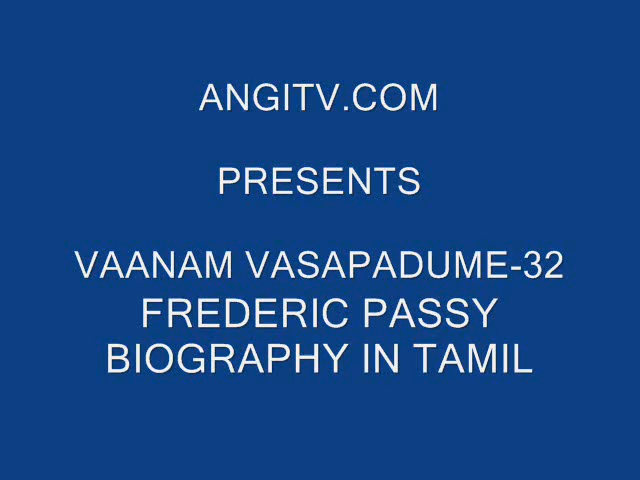 ANGITV.COM
PRESENTS
VAANAM VASAPADUME-32
FREDERIC PASSY
BIOGRAPHY IN TAMIL